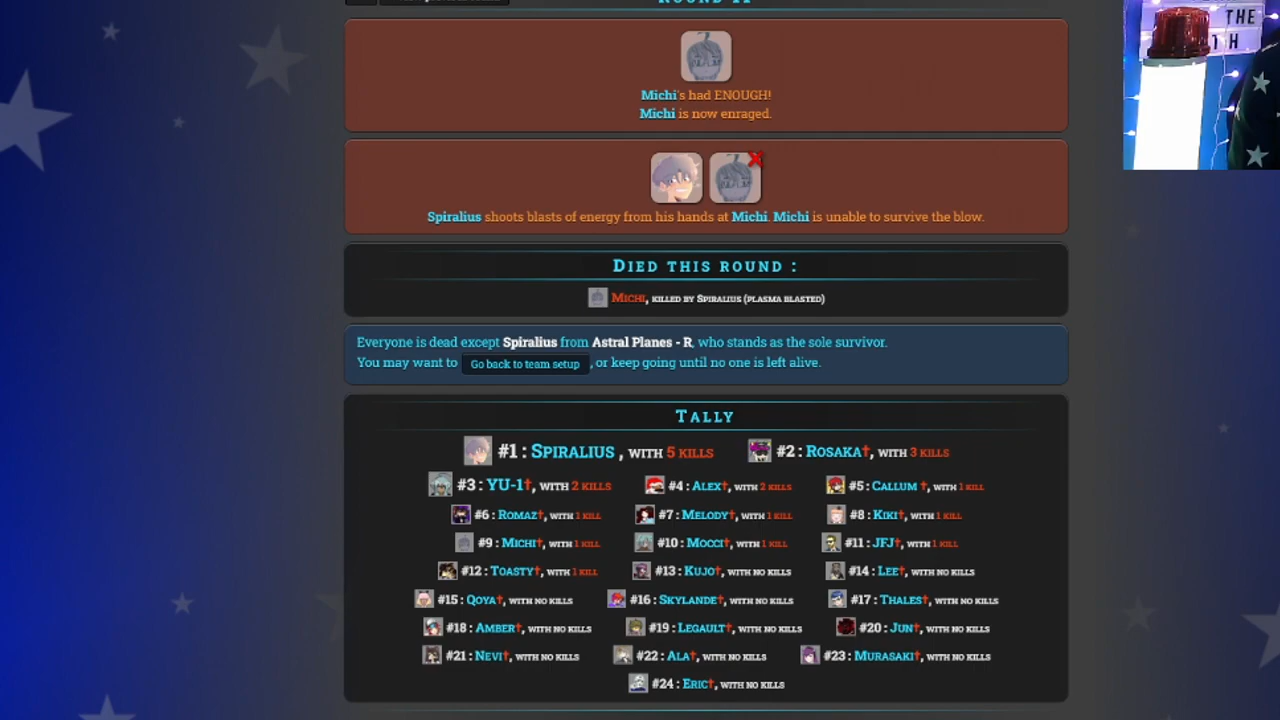 ROUND 11
Michi's had ENOUGH!
Michi is now enraged.
Spiralius shoots blasts of energy from his hands at Michi. Michi is unable to survive the blow.
DIED THIS ROUND :
MICHI, KILLED BY SPIRALIUS (PLASMA BLASTED)
Everyone is dead except Spiralius from Astral Planes - R, who stands as the sole survivor.
You may want to Go back to team setup, or keep going until no one is left alive.
TALLY
#1 : SPIRALIUS , WITH 5 KILLS #2 : ROSAKA†, WITH 3 KILLS
#3 : YU-1†, WITH 2 KILLS #4 : ALEX†, WITH 2 KILLS #5 : CALLUM †, WITH 1 KILL
#6 : ROMAZ†, WITH 1 KILL #7 : MELODY†, WITH 1 KILL #8 : KIKI†, WITH 1 KILL
#9 : MICHI†, WITH 1 KILL #10 : MOCCI†, WITH 1 KILL #11 : JFJ†, WITH 1 KILL
#12 : TOASTY†, WITH 1 KILL #13 : KUJO†, WITH NO KILLS #14 : LEE†, WITH NO KILLS
#15 : QOYA†, WITH NO KILLS #16 : SKYLANDE†, WITH NO KILLS #17 : THALES†, WITH NO KILLS
#18 : AMBER†, WITH NO KILLS #19 : LEGAULT†, WITH NO KILLS #20 : JUN†, WITH NO KILLS
#21 : NEVI†, WITH NO KILLS #22 : ALA†, WITH NO KILLS #23 : MURASAKI†, WITH NO KILLS
#24 : ERIC†, WITH NO KILLS
THE